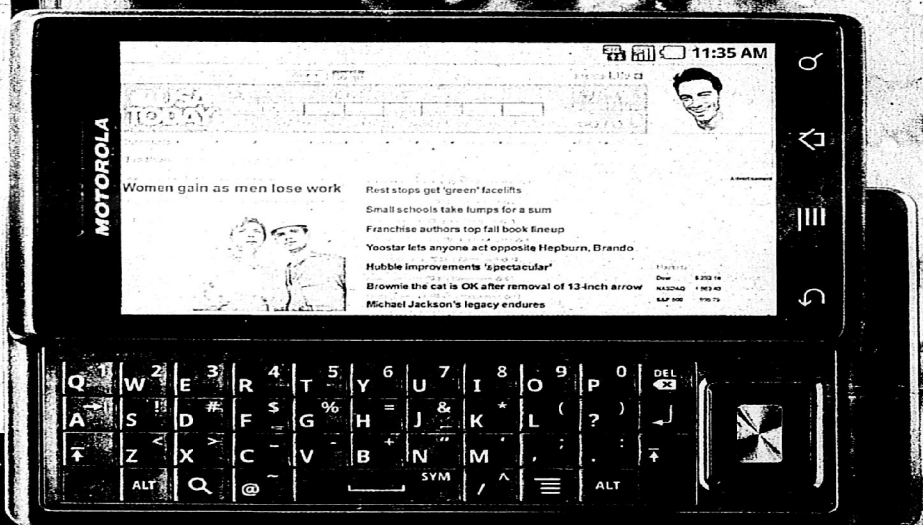 11:35 AM
MOTOROLA
TODAY
Advertisement
Women gain as men lose work
Rest stops get 'green' facelifts
Small schools take lumps for a sum
Franchise authors top fall book lineup
Yoostar lets anyone act opposite Hepburn, Brando
Hubble improvements 'spectacular'
Brownie the cat is OK after removal of 13-inch arrow
Michael Jackson's legacy endures
Markets
Dow
NASDAQ
S&P 500
Q 1 W 2 E 3 R 4 T 5 Y 6 U 7 I 8 O 9 P 0 DEL
A S ! D # F $ G % H = J & K * L ( ? )
Z < X > C _ V - B + N " M ' , ; . :
ALT @ ~ SYM / ^ ALT